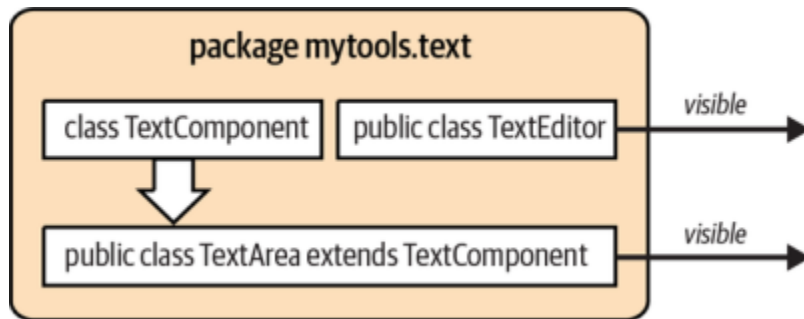 package mytools.text
class TextComponent
public class TextEditor
visible
public class TextArea extends TextComponent
visible